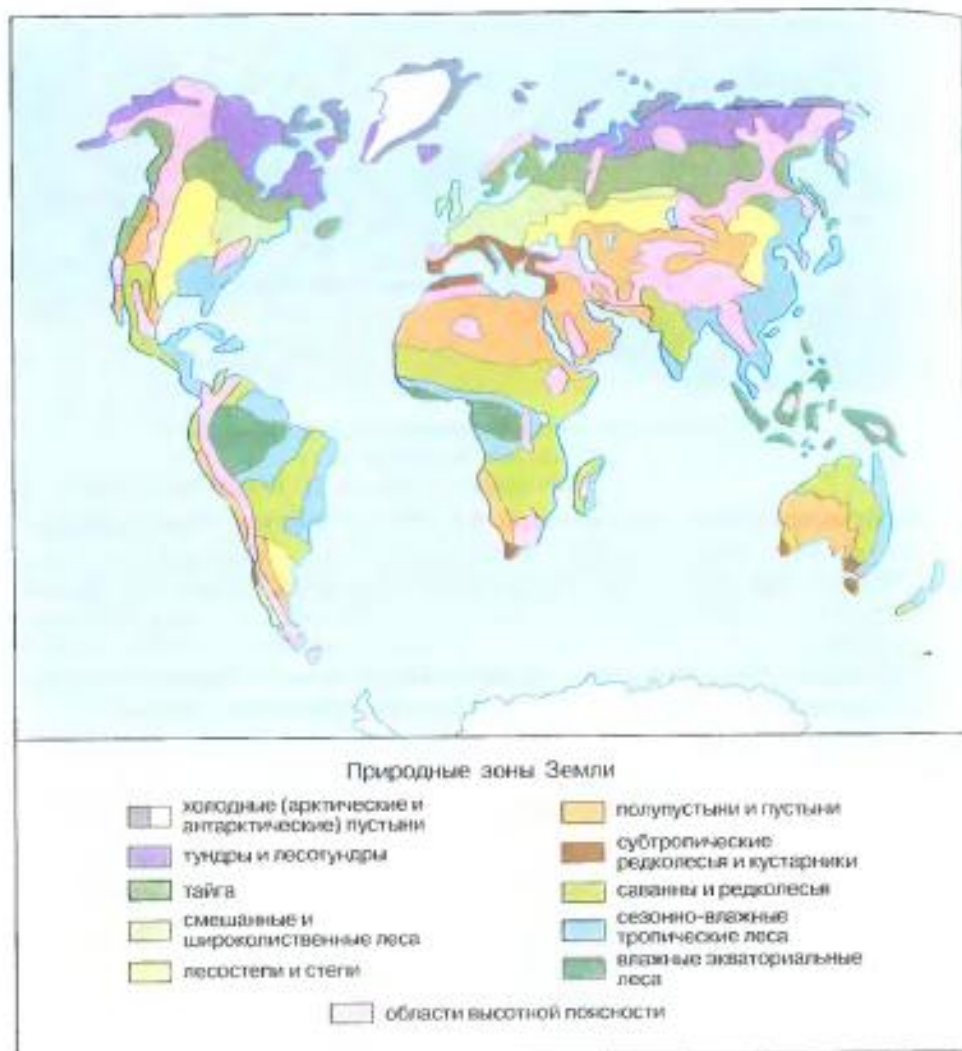 Природные зоны Земли
холодные (арктические и
антарктические) пустыни
тундры и лесотундры
тайга
смешанные и
широколиственные леса
лесостепи и степи
полупустыни и пустыни
субтропические
редколесья и кустарники
саванны и редколесья
сезонно-влажные
тропические леса
влажные экваториальные
леса
области высотной поясности